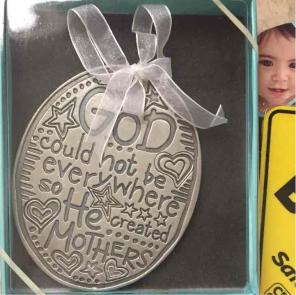 GOD
could not be
everywhere
so He created
MOTHERS